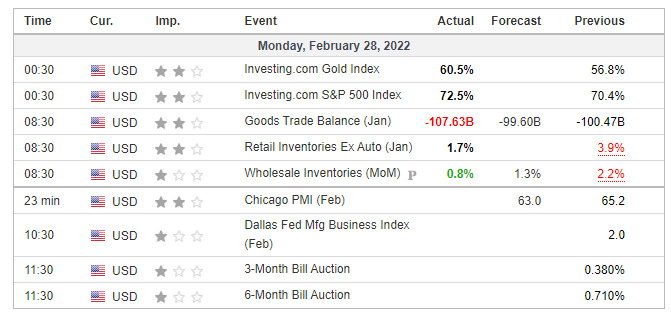 Time Cur. Imp. Event Actual Forecast Previous
Monday, February 28, 2022
00:30 USD Investing.com Gold Index 60.5% 56.8%
00:30 USD Investing.com S&P 500 Index 72.5% 70.4%
08:30 USD Goods Trade Balance (Jan) -107.63B -99.60B -100.47B
08:30 USD Retail Inventories Ex Auto (Jan) 1.7% 3.9%
08:30 USD Wholesale Inventories (MoM) P 0.8% 1.3% 2.2%
23 min USD Chicago PMI (Feb) 63.0 65.2
10:30 USD Dallas Fed Mfg Business Index
(Feb) 2.0
11:30 USD 3-Month Bill Auction 0.380%
11:30 USD 6-Month Bill Auction 0.710%